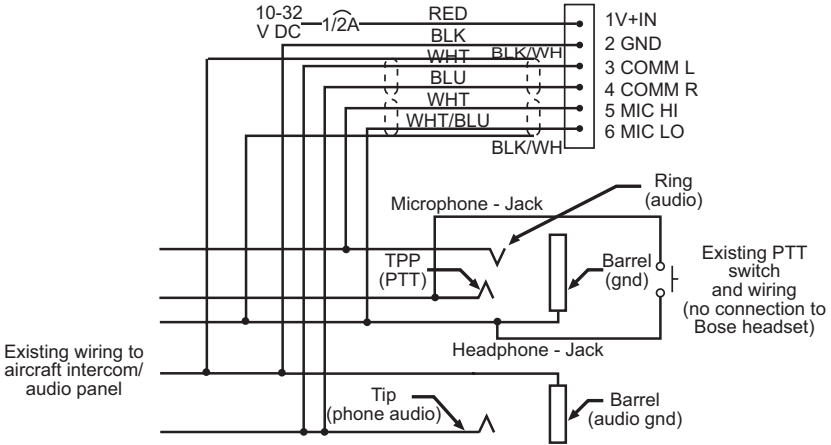 10-32
V DC
1/2A
RED
BLK
BLK/WH
WHT
BLU
WHT
WHT/BLU
BLK/WH
1V+IN
2 GND
3 COMM L
4 COMM R
5 MIC HI
6 MIC LO
Microphone - Jack
Ring
(audio)
TPP
(PTT)
Barrel
(gnd)
Existing PTT
switch
and wiring
(no connection to
Bose headset)
Headphone - Jack
Existing wiring to
aircraft intercom/
audio panel
Tip
(phone audio)
Barrel
(audio gnd)